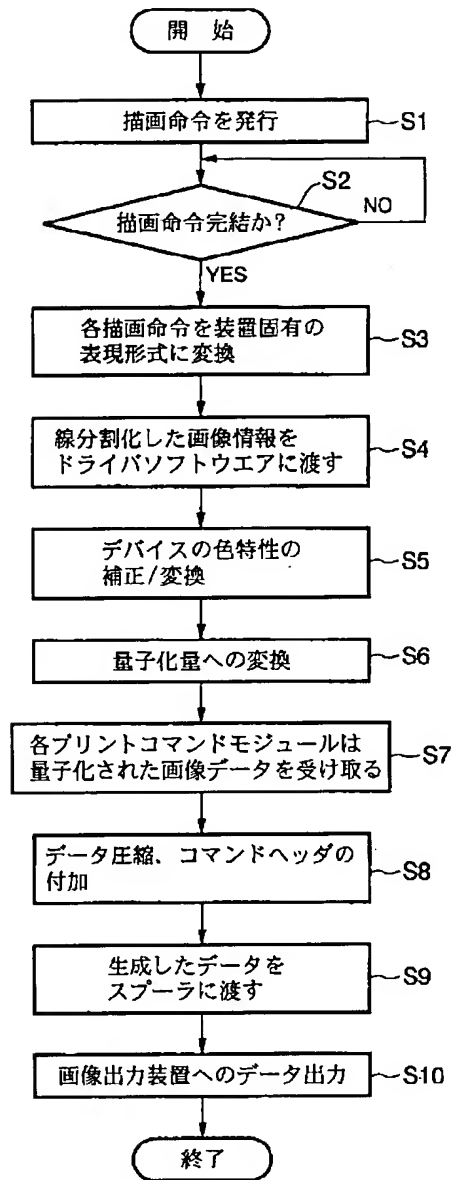 開 始
描画命令を発行
S1
S2
描画命令完結か?
NO
YES
各描画命令を装置固有の
表現形式に変換
S3
線分割化した画像情報を
ドライバソフトウエアに渡す
S4
デバイスの色特性の
補正/変換
S5
量子化量への変換
S6
各プリントコマンドモジュールは
量子化された画像データを受け取る
S7
データ圧縮、コマンドヘッダの
付加
S8
生成したデータを
スプーラに渡す
S9
画像出力装置へのデータ出力
S10
終了